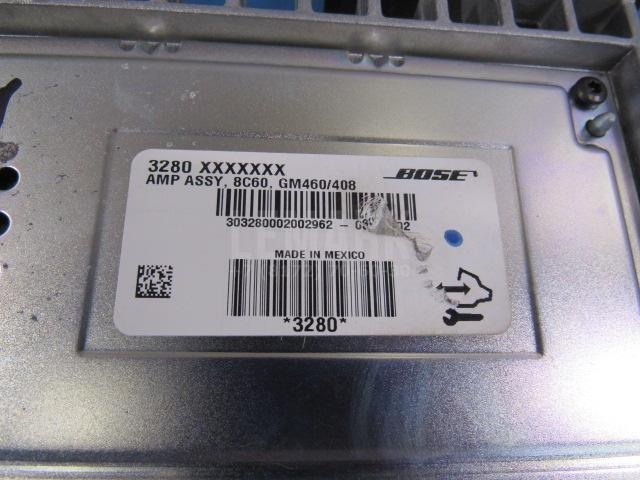 3280 XXXXXXX
BOSE
AMP ASSY, 8C60, GM460/408
303280002002962 -
MADE IN MEXICO
*3280*